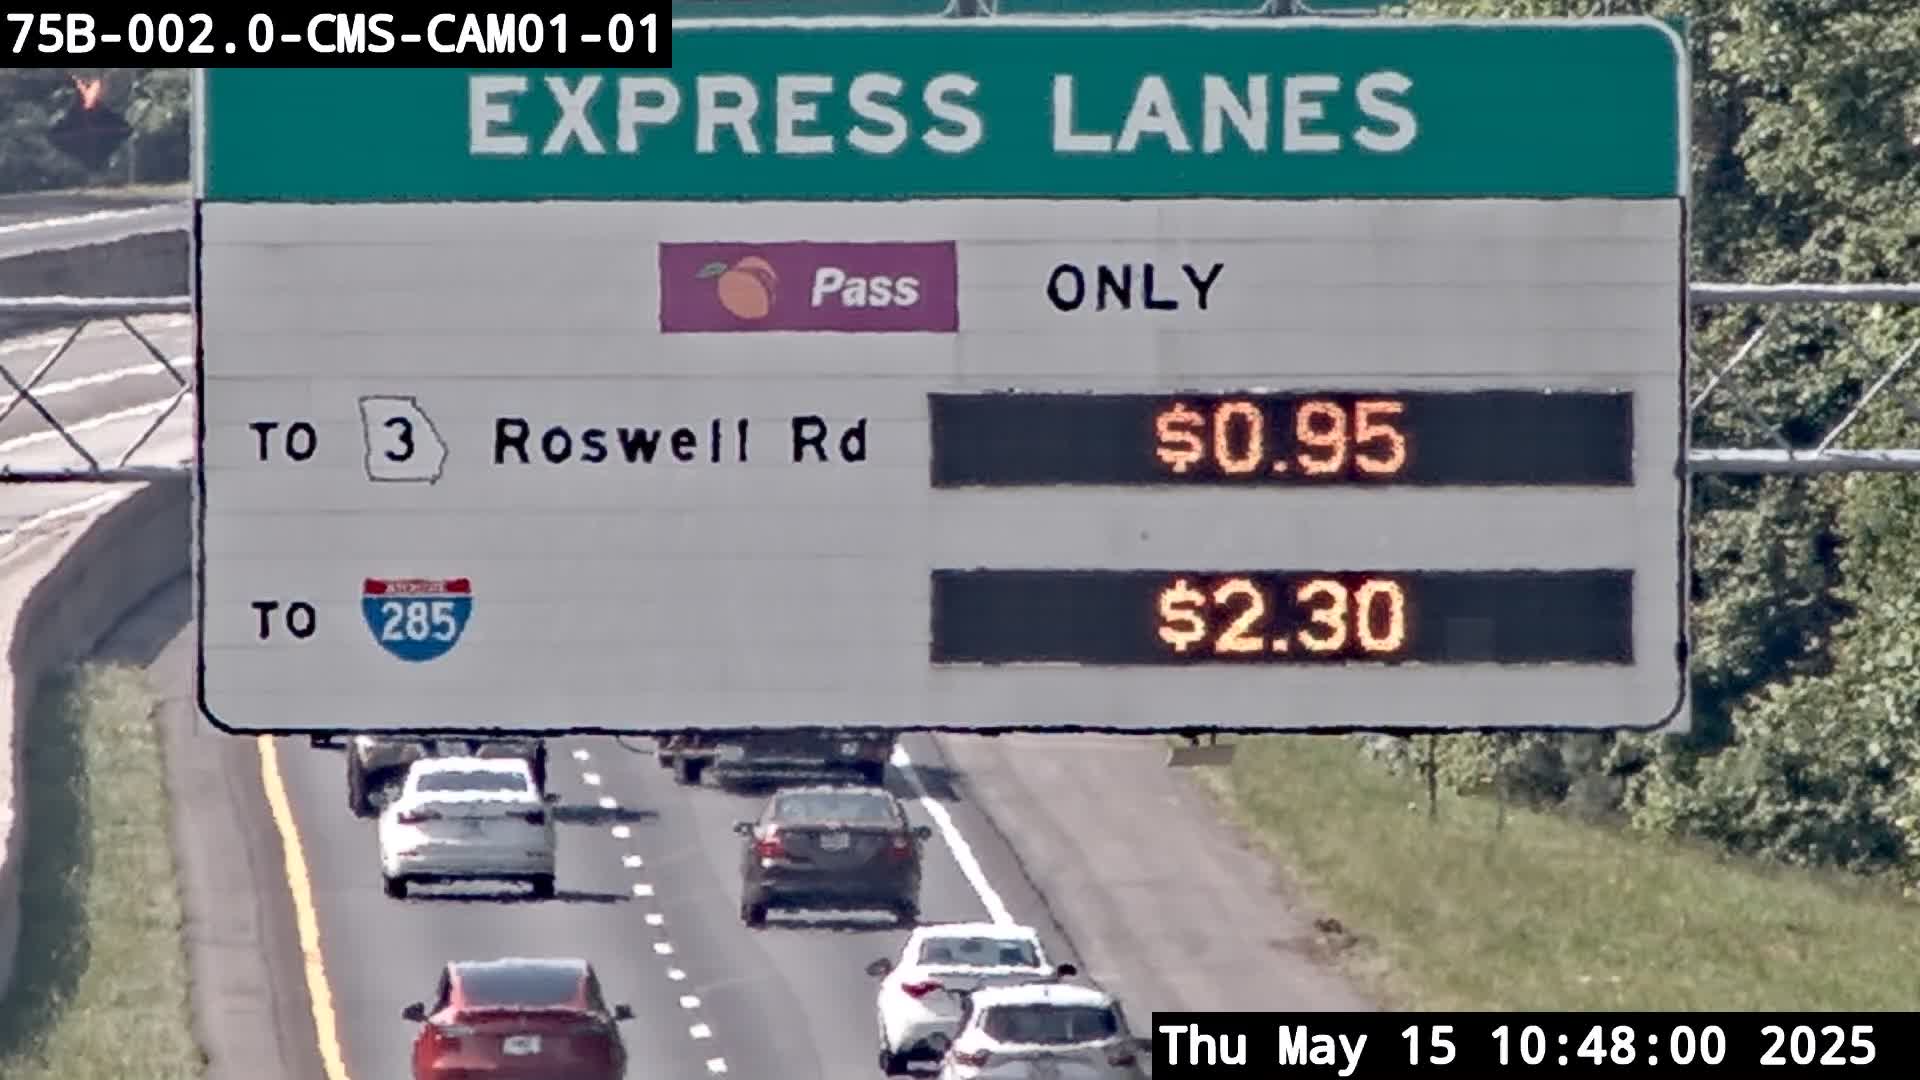 75B-002.0-CMS-CAM01-01
EXPRESS LANES
Pass ONLY
TO 3 Roswell Rd $0.95
TO 285 $2.30
Thu May 15 10:48:00 2025